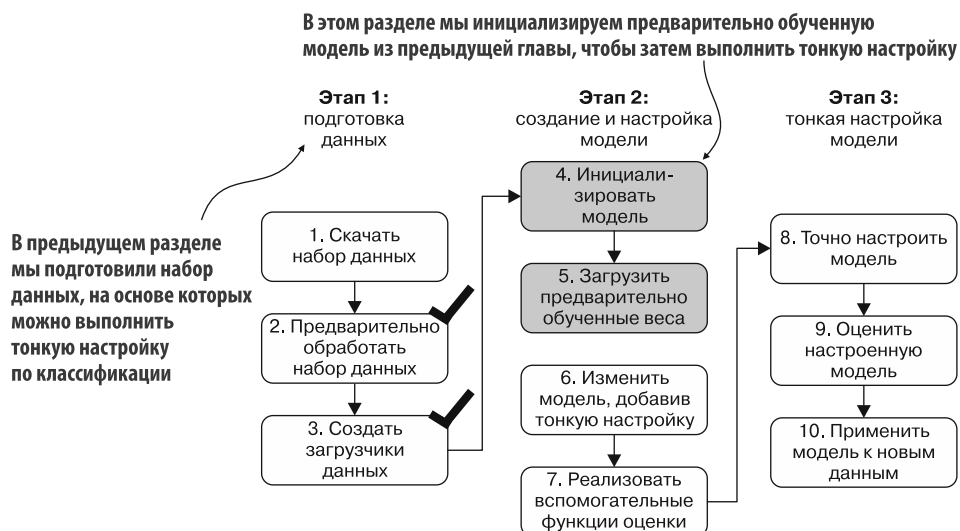 В этом разделе мы инициализируем предварительно обученную
модель из предыдущей главы, чтобы затем выполнить тонкую настройку
Этап 1:
подготовка
данных
Этап 2:
создание и настройка
модели
Этап 3:
тонкая настройка
модели
В предыдущем разделе
мы подготовили набор
данных, на основе которых
можно выполнить
тонкую настройку
по классификации
1. Скачать
набор данных
2. Предварительно
обработать
набор данных
3. Создать
загрузчики
данных
4. Инициали-
зировать
модель
5. Загрузить
предварительно
обученные веса
6. Изменить
модель, добавив
тонкую настройку
7. Реализовать
вспомогательные
функции оценки
8. Точно настроить
модель
9. Оценить
настроенную
модель
10. Применить
модель к новым
данным